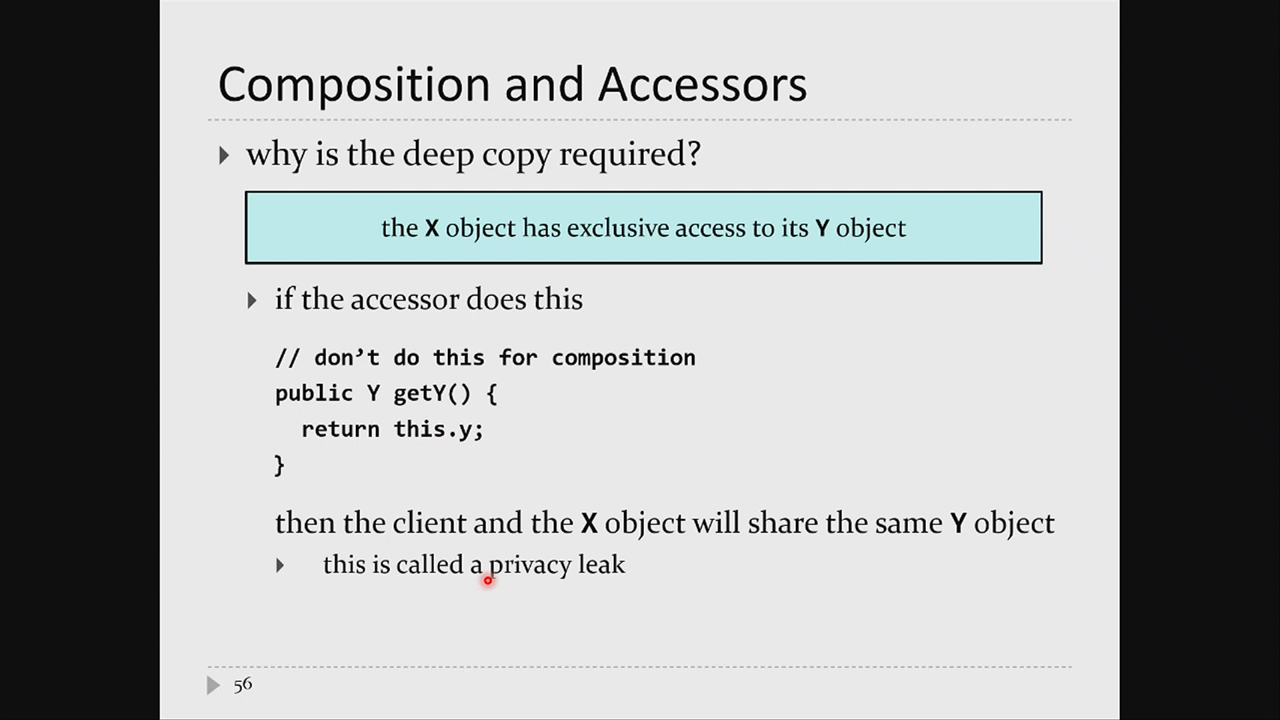 Composition and Accessors
why is the deep copy required?
the X object has exclusive access to its Y object
if the accessor does this
// don’t do this for composition
public Y getY() {
  return this.y;
}
then the client and the X object will share the same Y object
this is called a privacy leak
56